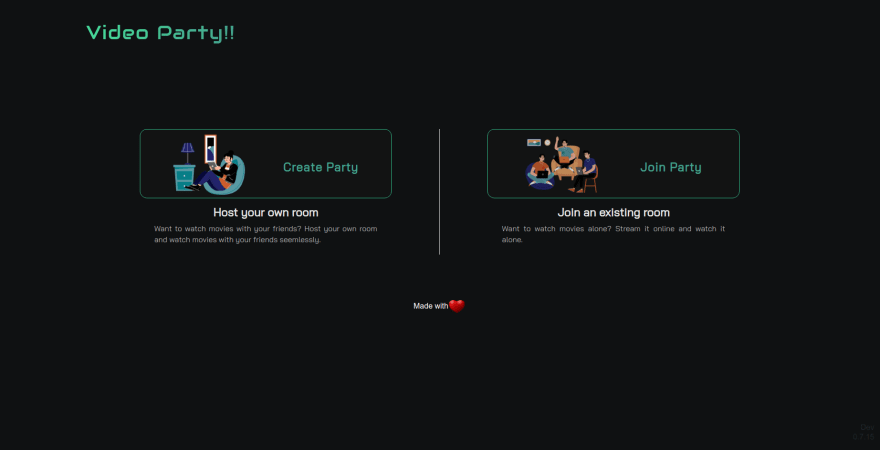 Video Party!!
Create Party
Host your own room
Want to watch movies with your friends? Host your own room
and watch movies with your friends seemlessly.
Join Party
Join an existing room
Want to watch movies alone? Stream it online and watch it
alone.
Made with